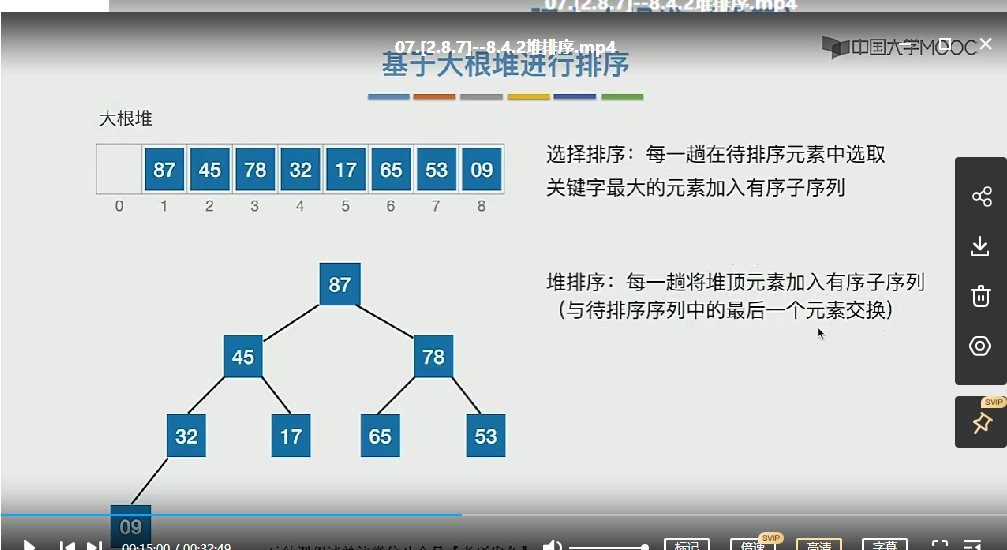 07.[2.8.7]--8.4.2堆排序.mp4
07.[2.8.7]--8.4.2堆排序.mp4
中国大学MOOC
基于大根堆进行排序
大根堆
87 45 78 32 17 65 53 09
0 1 2 3 4 5 6 7 8
选择排序：每一趟在待排序元素中选取
关键字最大的元素加入有序子序列
堆排序：每一趟将堆顶元素加入有序子序列
（与待排序序列中的最后一个元素交换）
87
45 78
32 17 65 53
09
SVIP
00:15:00 / 00:32:49
标记
倍速
SVIP
高清
字幕